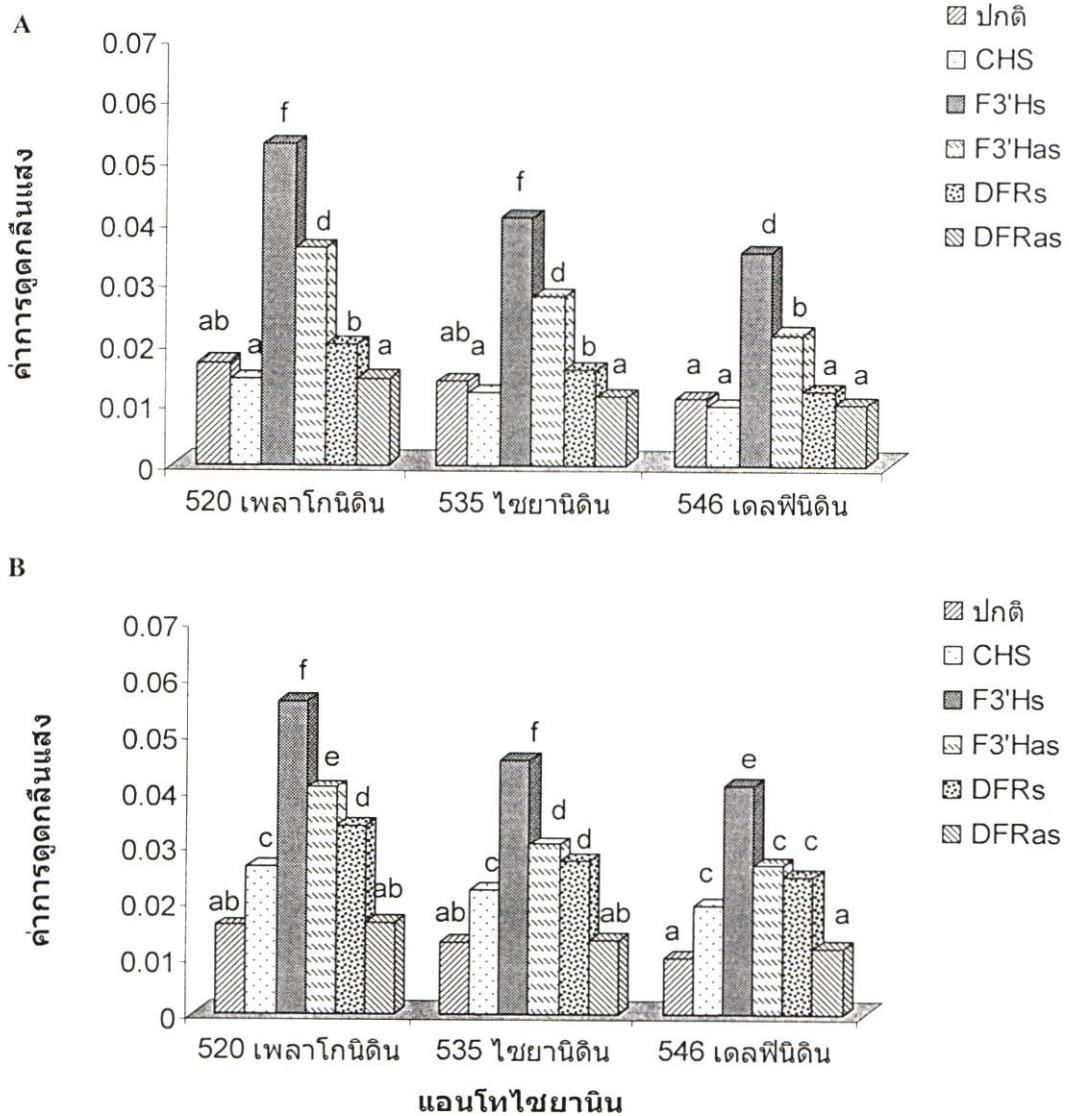 A
ค่าการดูดกลืนแสง
0.07
0.06
0.05
0.04
0.03
0.02
0.01
0
ab
a
f
d
b
a
ab
a
f
d
b
a
a
a
d
b
a
a
520 เพลาโกนิดิน
535 ไซยานิดิน
546 เดลฟินิดิน
ปกติ
CHS
F3'Hs
F3'Has
DFRs
DFRas
B
ค่าการดูดกลืนแสง
0.07
0.06
0.05
0.04
0.03
0.02
0.01
0
ab
c
f
e
d
ab
ab
c
f
d
d
ab
a
c
e
c
c
a
520 เพลาโกนิดิน
535 ไซยานิดิน
546 เดลฟินิดิน
แอนโทไซยานิน
ปกติ
CHS
F3'Hs
F3'Has
DFRs
DFRas